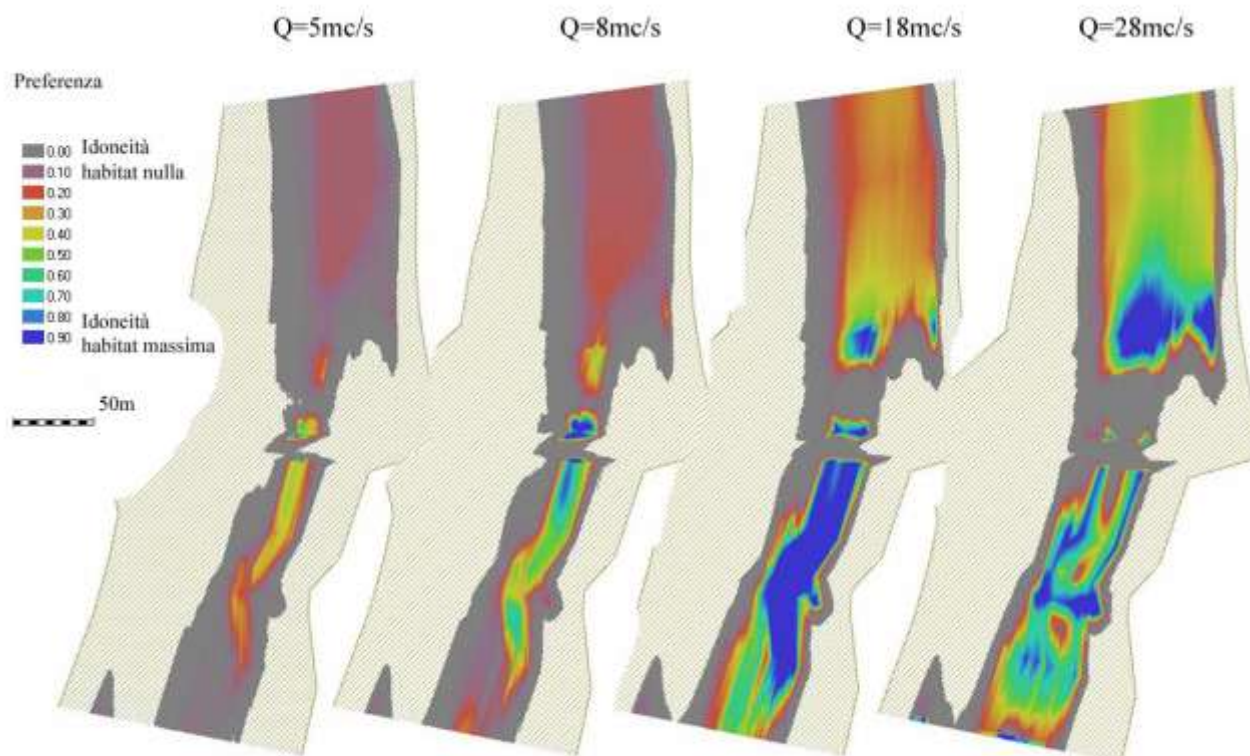 Q=5mc/s Q=8mc/s Q=18mc/s Q=28mc/s
Preferenza
0.00 Idoneità
0.10 habitat nulla
0.20
0.30
0.40
0.50
0.60
0.70
0.80 Idoneità
0.90 habitat massima
50m